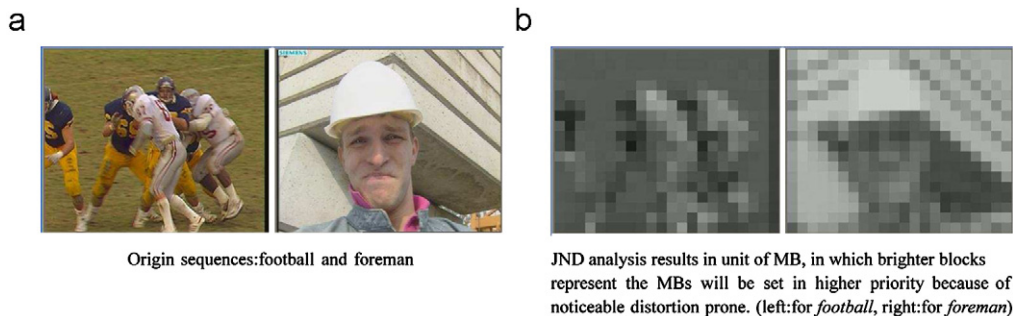 a
b
SIEMENS
Origin sequences:football and foreman
JND analysis results in unit of MB, in which brighter blocks
represent the MBs will be set in higher priority because of
noticeable distortion prone. (left:for football, right:for foreman)